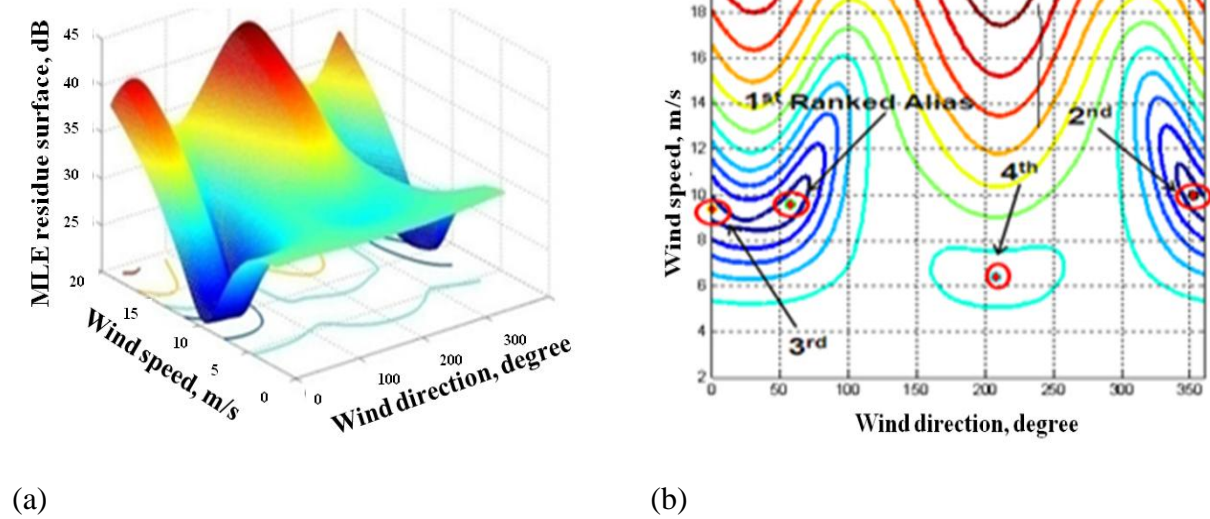 MLE residue surface, dB
45
40
35
30
25
20
15
10
5
0
Wind speed, m/s
0
100
200
300
Wind direction, degree
(a)
Wind speed, m/s
18
16
14
12
10
8
6
4
2
1st Ranked Alias
2nd
4th
3rd
0
50
100
150
200
250
300
350
Wind direction, degree
(b)